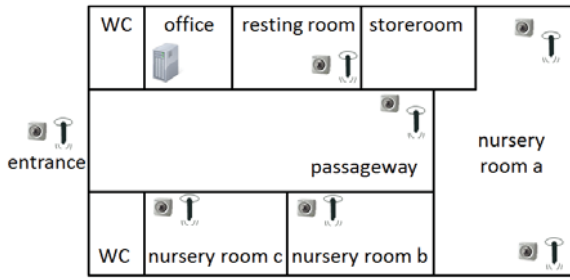 WC
office
resting room
storeroom
entrance
passageway
nursery
room a
WC
nursery room c
nursery room b